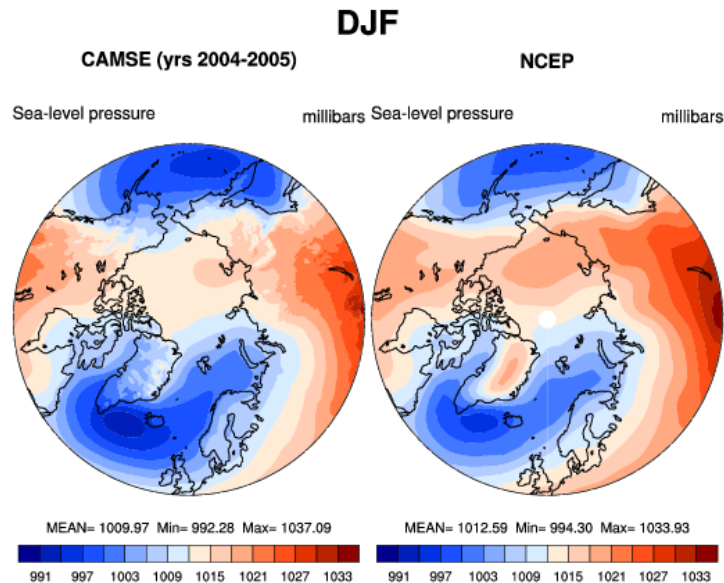 DJF
CAMSE (yrs 2004-2005)
NCEP
Sea-level pressure
millibars
Sea-level pressure
millibars
MEAN= 1009.97 Min= 992.28 Max= 1037.09
MEAN= 1012.59 Min= 994.30 Max= 1033.93
991 997 1003 1009 1015 1021 1027 1033
991 997 1003 1009 1015 1021 1027 1033